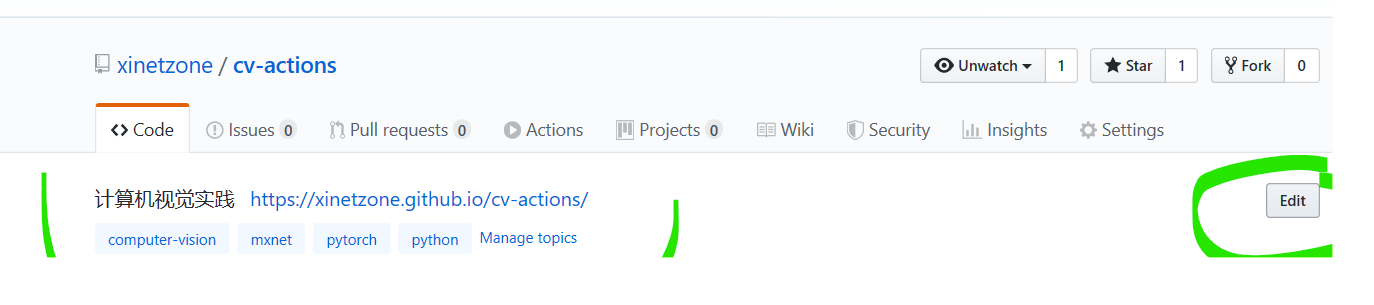 xinetzone / cv-actions
Unwatch 1 Star 1 Fork 0
Code Issues 0 Pull requests 0 Actions Projects 0 Wiki Security Insights Settings
计算机视觉实践 https://xinetzone.github.io/cv-actions/
Edit
computer-vision mxnet pytorch python Manage topics